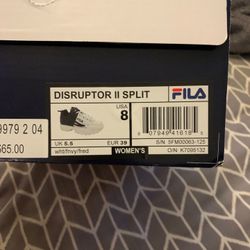 DISRUPTOR II SPLIT
FILA
USA
8
UK 5.5
EUR 39
wht/fnvy/fred
WOMEN'S
S/N 5FM00063-125
O/N K7095132
9979 2 04
$65.00